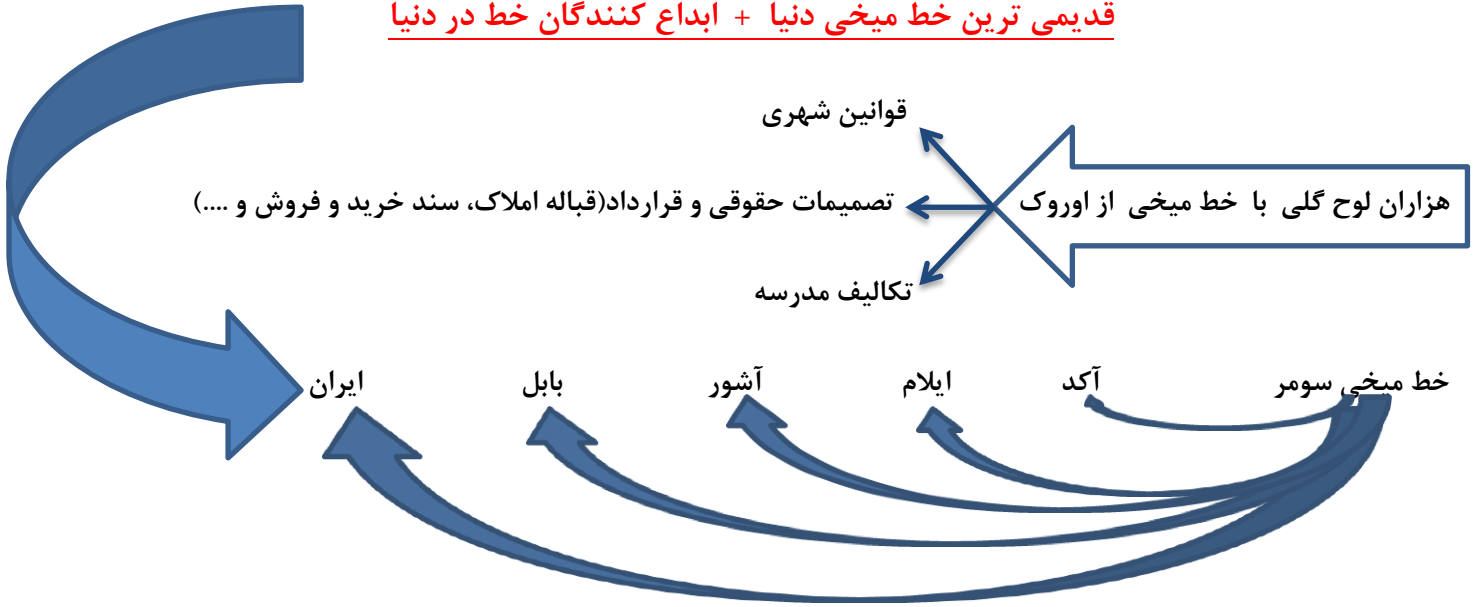 قدیمی ترین خط میخی دنیا + ابداع کنندگان خط در دنیا
قوانین شهری
هزاران لوح گلی با خط میخی از اوروک
تصمیمات حقوقی و قرارداد(قباله املاک، سند خرید و فروش و ....)
تکالیف مدرسه
خط میخی سومر آکد ایلام آشور بابل ایران